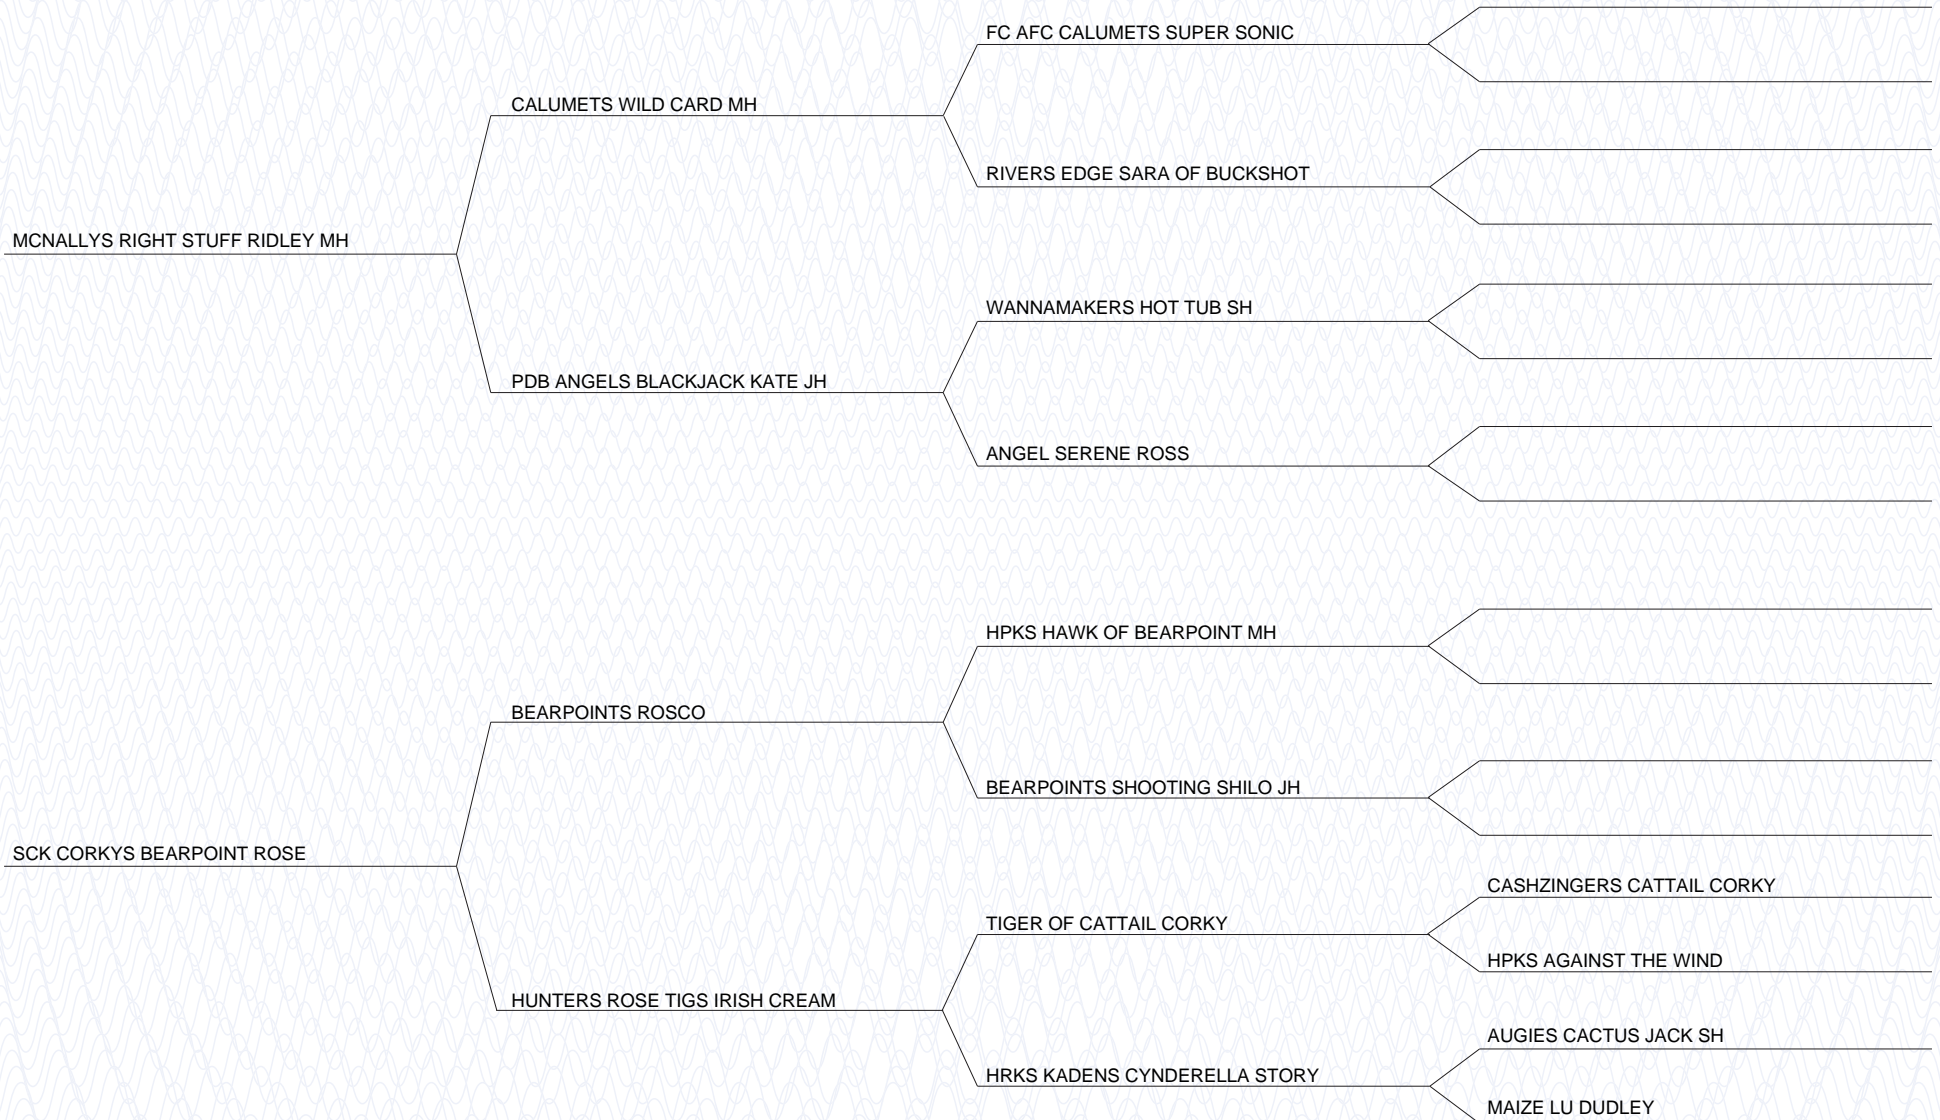 FC AFC CALUMETS SUPER SONIC
CALUMETS WILD CARD MH
RIVERS EDGE SARA OF BUCKSHOT
MCNALLYS RIGHT STUFF RIDLEY MH
WANNAMAKERS HOT TUB SH
PDB ANGELS BLACKJACK KATE JH
ANGEL SERENE ROSS
HPKS HAWK OF BEARPOINT MH
BEARPOINTS ROSCO
BEARPOINTS SHOOTING SHILO JH
SCK CORKYS BEARPOINT ROSE
CASHZINGERS CATTAIL CORKY
TIGER OF CATTAIL CORKY
HPKS AGAINST THE WIND
HUNTERS ROSE TIGS IRISH CREAM
AUGIES CACTUS JACK SH
HRKS KADENS CYNDERELLA STORY
MAIZE LU DUDLEY